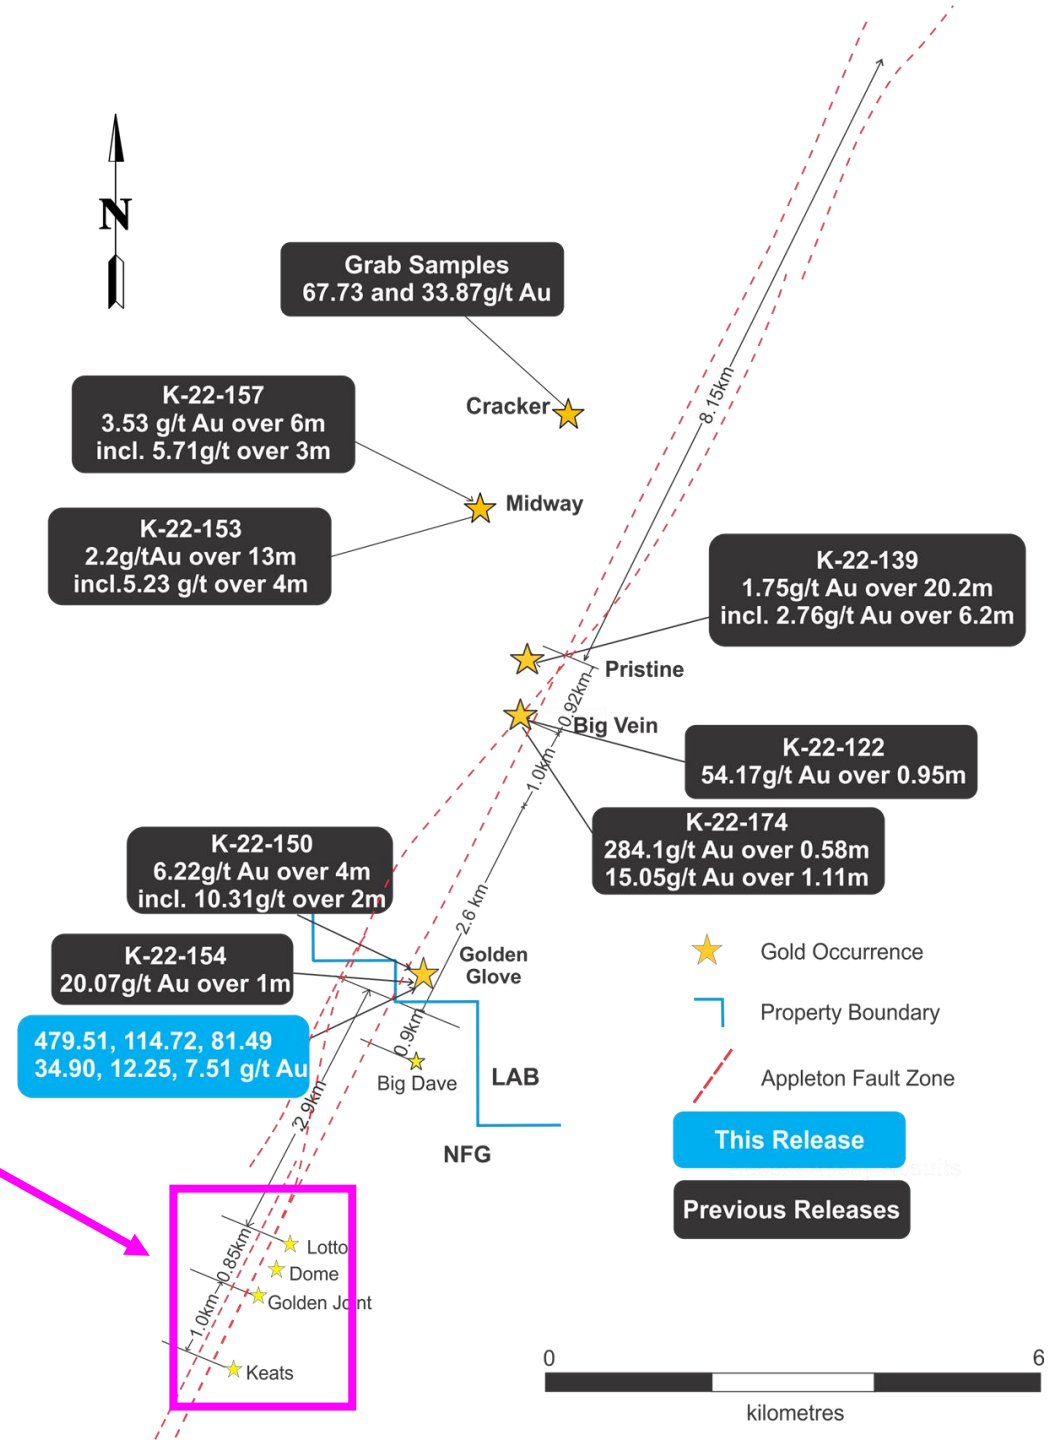 N
Grab Samples
67.73 and 33.87g/t Au
Cracker
K-22-157
3.53 g/t Au over 6m
incl. 5.71g/t over 3m
Midway
K-22-153
2.2g/tAu over 13m
incl.5.23 g/t over 4m
8.15km
K-22-139
1.75g/t Au over 20.2m
incl. 2.76g/t Au over 6.2m
Pristine
0.92km
Big Vein
K-22-122
54.17g/t Au over 0.95m
1.0km
K-22-174
284.1g/t Au over 0.58m
15.05g/t Au over 1.11m
K-22-150
6.22g/t Au over 4m
incl. 10.31g/t over 2m
2.6 km
Golden
Glove
K-22-154
20.07g/t Au over 1m
479.51, 114.72, 81.49
34.90, 12.25, 7.51 g/t Au
0.9km
Big Dave
LAB
NFG
2.9km
Gold Occurrence
Property Boundary
Appleton Fault Zone
This Release
Previous Releases
Lotto
0.85km
Dome
Golden Joint
1.0km
Keats
0
6
kilometres